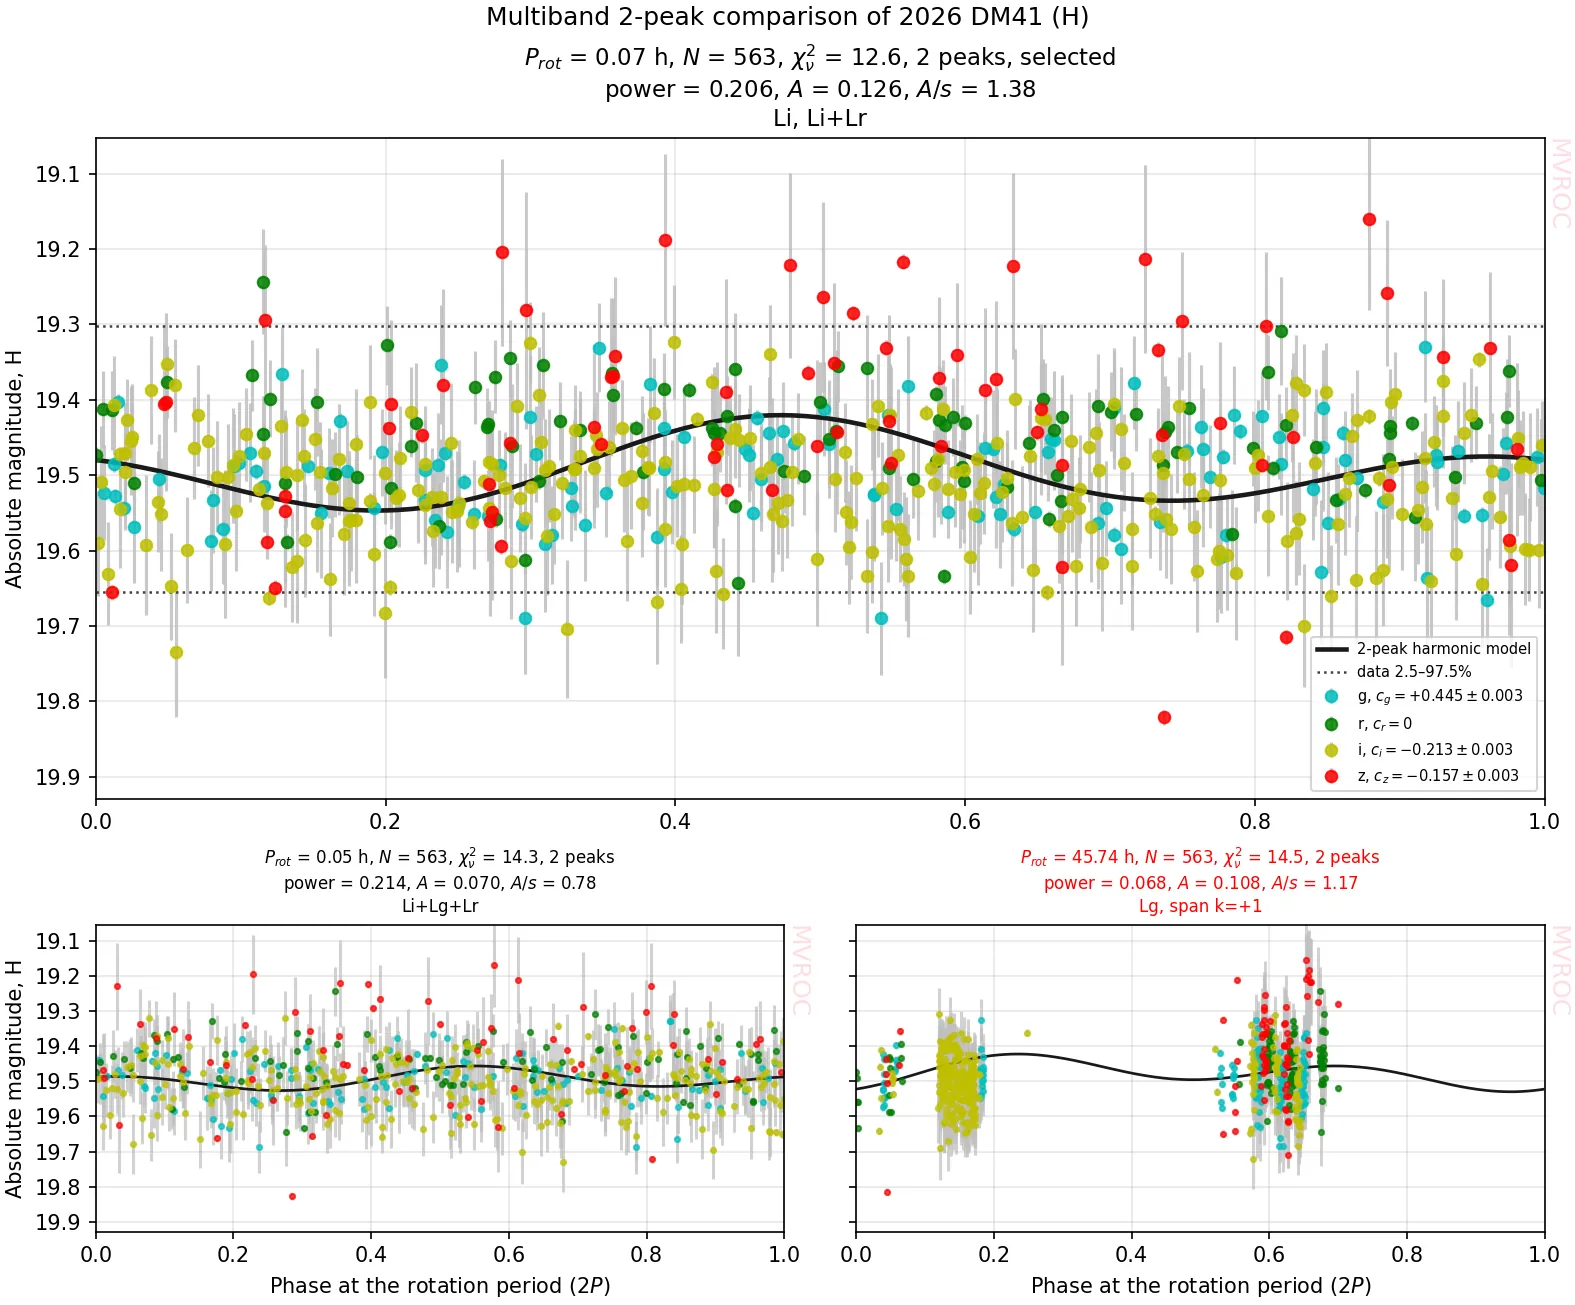 Multiband 2-peak comparison of 2026 DM41 (H)
P_rot = 0.07 h, N = 563, χ²_ν = 12.6, 2 peaks, selected
power = 0.206, A = 0.126, A/s = 1.38
Li, Li+Lr
Absolute magnitude, H
19.1
19.2
19.3
19.4
19.5
19.6
19.7
19.8
19.9
0.0 0.2 0.4 0.6 0.8 1.0
MVROC
2-peak harmonic model
data 2.5–97.5%
g, c_g = +0.445 ± 0.003
r, c_r = 0
i, c_i = −0.213 ± 0.003
z, c_z = −0.157 ± 0.003
P_rot = 0.05 h, N = 563, χ²_ν = 14.3, 2 peaks
power = 0.214, A = 0.070, A/s = 0.78
Li+Lg+Lr
Absolute magnitude, H
19.1
19.2
19.3
19.4
19.5
19.6
19.7
19.8
19.9
0.0 0.2 0.4 0.6 0.8 1.0
Phase at the rotation period (2P)
MVROC
P_rot = 45.74 h, N = 563, χ²_ν = 14.5, 2 peaks
power = 0.068, A = 0.108, A/s = 1.17
Lg, span k=+1
0.0 0.2 0.4 0.6 0.8 1.0
Phase at the rotation period (2P)
MVROC